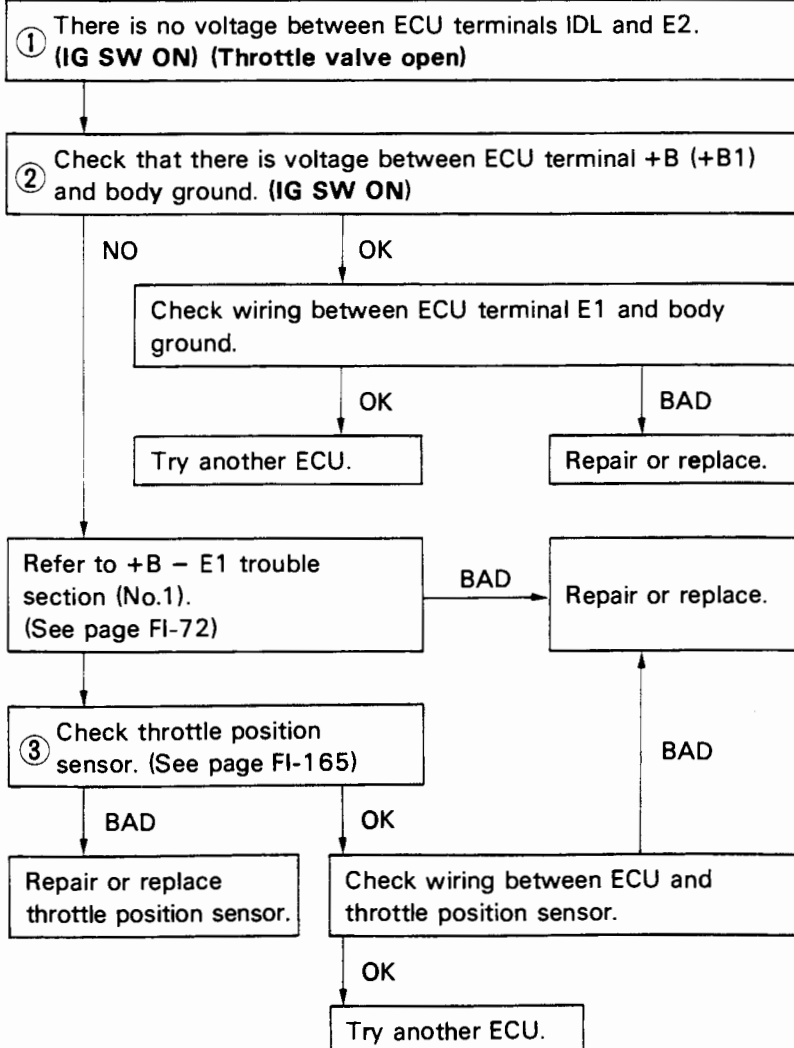 ① There is no voltage between ECU terminals IDL and E2.
(IG SW ON) (Throttle valve open)
② Check that there is voltage between ECU terminal +B (+B1)
and body ground. (IG SW ON)
NO
OK
Check wiring between ECU terminal E1 and body
ground.
OK
BAD
Try another ECU.
Repair or replace.
Refer to +B – E1 trouble
section (No.1).
(See page FI-72)
BAD
Repair or replace.
③ Check throttle position
sensor. (See page FI-165)
BAD
BAD
OK
Repair or replace
throttle position sensor.
Check wiring between ECU and
throttle position sensor.
OK
Try another ECU.